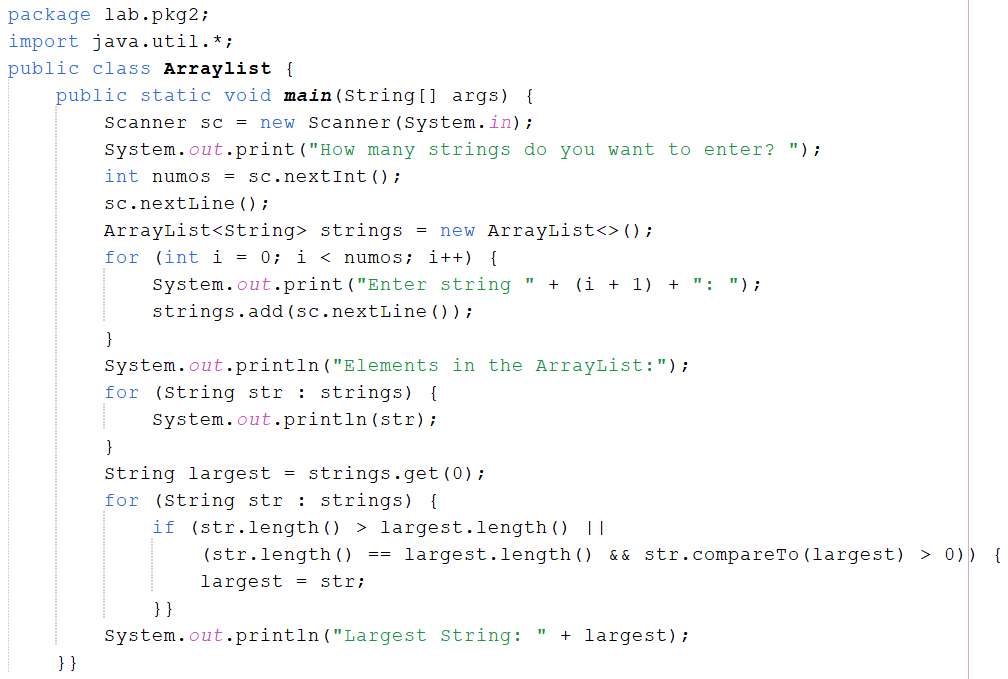 package lab.pkg2;
import java.util.*;
public class Arraylist {
    public static void main(String[] args) {
        Scanner sc = new Scanner(System.in);
        System.out.print("How many strings do you want to enter? ");
        int numos = sc.nextInt();
        sc.nextLine();
        ArrayList<String> strings = new ArrayList<>();
        for (int i = 0; i < numos; i++) {
            System.out.print("Enter string " + (i + 1) + ": ");
            strings.add(sc.nextLine());
        }
        System.out.println("Elements in the ArrayList:");
        for (String str : strings) {
            System.out.println(str);
        }
        String largest = strings.get(0);
        for (String str : strings) {
            if (str.length() > largest.length() ||
                (str.length() == largest.length() && str.compareTo(largest) > 0)) {
                largest = str;
            }}
        System.out.println("Largest String: " + largest);
    }}